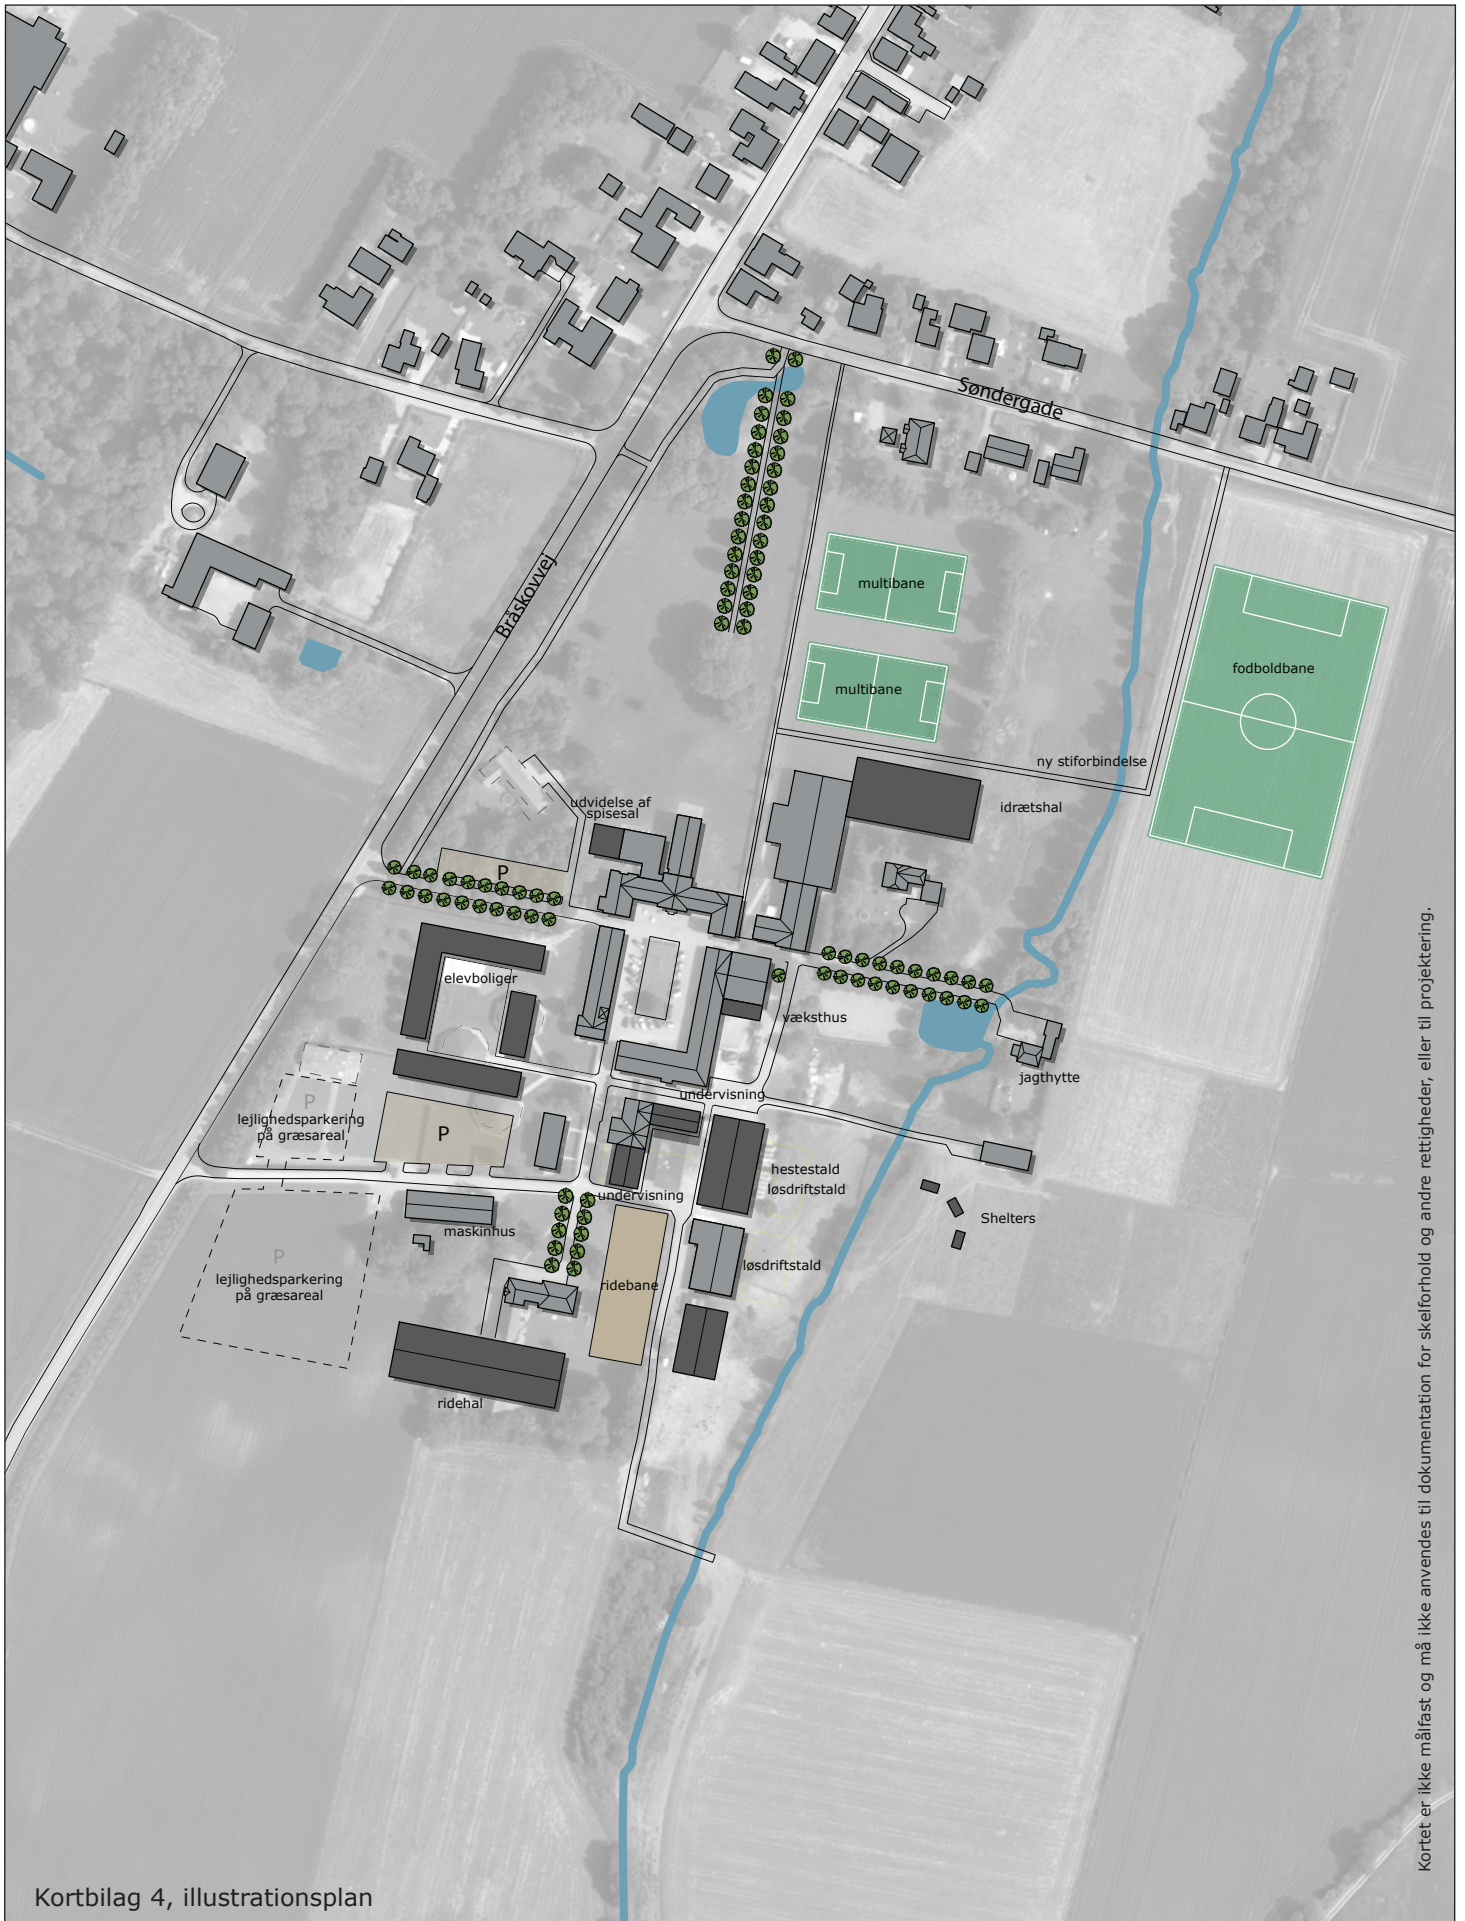 Søndergade
Bråskovvej
multibane
multibane
fodboldbane
ny stiforbindelse
idrætshal
udvidelse af
spisesal
P
elevboliger
væksthus
jagthytte
undervisning
P
lejlighedsparkering
på græsareal
P
hestestald
løsdriftstald
undervisning
Shelters
maskinhus
P
lejlighedsparkering
på græsareal
ridebane
løsdriftstald
ridehal
Kortet er ikke målfast og må ikke anvendes til dokumentation for skelforhold og andre rettigheder, eller til projektering.
Kortbilag 4, illustrationsplan